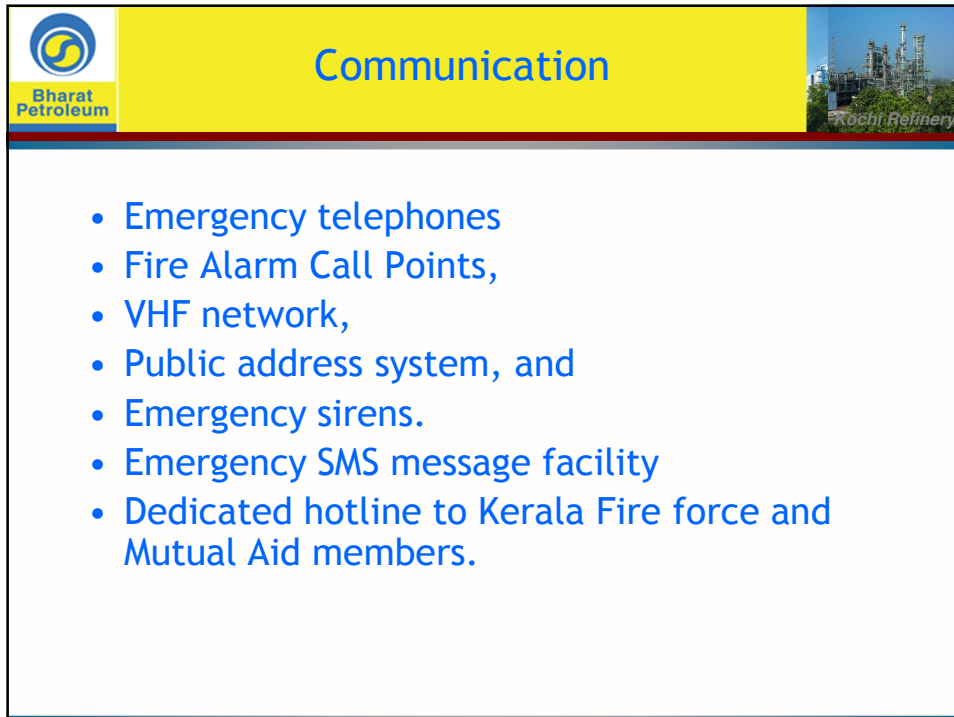 Bharat
Petroleum
Communication
Kochi Refinery
• Emergency telephones
• Fire Alarm Call Points,
• VHF network,
• Public address system, and
• Emergency sirens.
• Emergency SMS message facility
• Dedicated hotline to Kerala Fire force and
Mutual Aid members.